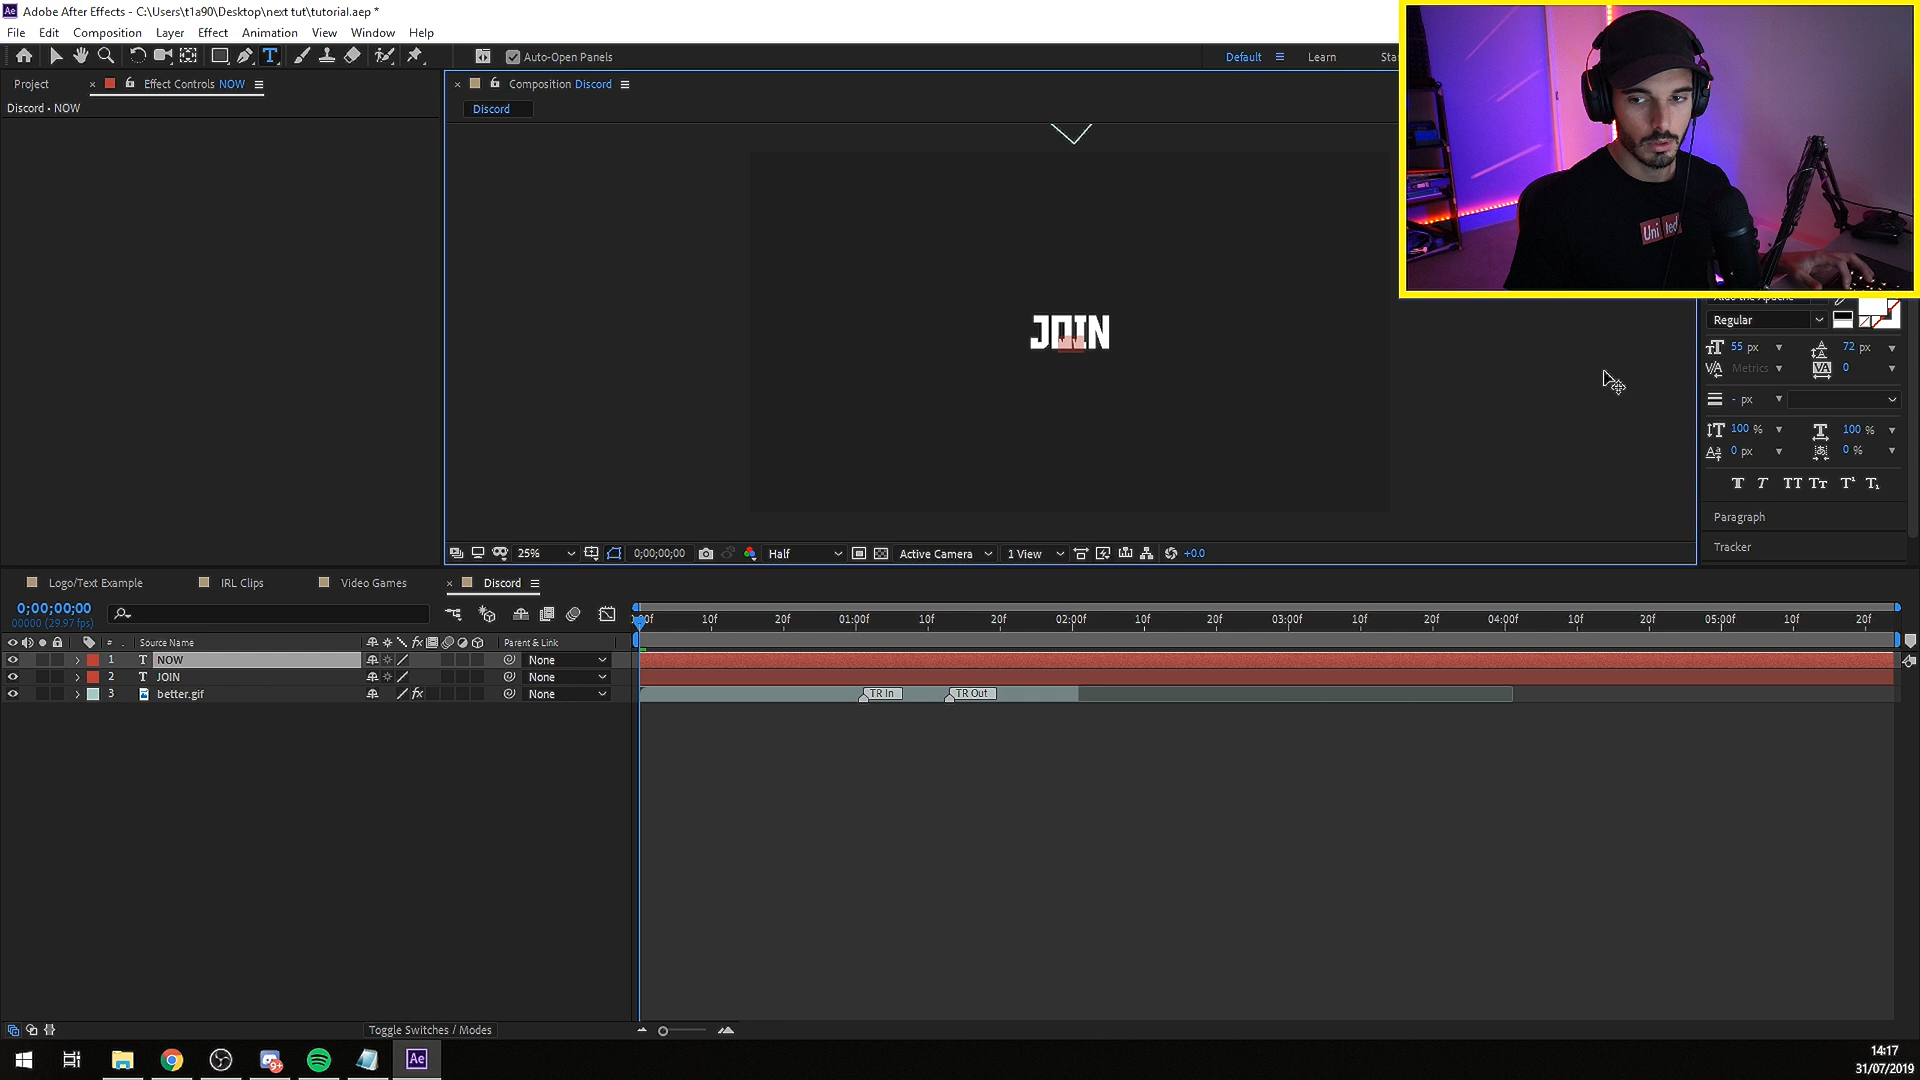 Adobe After Effects - C:\Users\t1a90\Desktop\next tut\tutorial.aep *
File Edit Composition Layer Effect Animation View Window Help
Auto-Open Panels
Default
Learn
Project
Effect Controls NOW
Composition Discord
Discord • NOW
Discord
JOIN
Uni ted
Regular
55 px
72 px
Metrics
0
- px
100 %
100 %
0 px
0 %
Paragraph
Tracker
25%
0;00;00;00
Half
Active Camera
1 View
+0.0
Logo/Text Example
IRL Clips
Video Games
Discord
0;00;00;00
00000 (29.97 fps)
10f 20f 01:00f 10f 20f 02:00f 10f 20f 03:00f 10f 20f 04:00f 10f 20f 05:00f 10f 20f
# Source Name Parent & Link
1 T NOW None
2 T JOIN None
3 better.gif fx None
TR In
TR Out
Toggle Switches / Modes
9+
Ae
14:17
31/07/2019